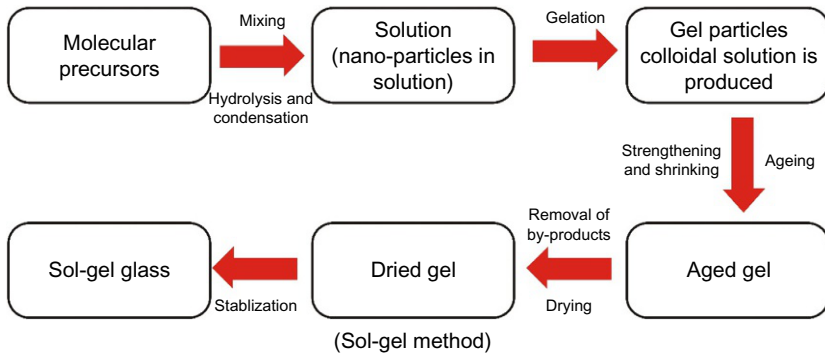 Molecular
precursors
Mixing
Hydrolysis and
condensation
Solution
(nano-particles in
solution)
Gelation
Gel particles
colloidal solution is
produced
Strengthening
and shrinking
Ageing
Aged gel
Removal of
by-products
Drying
Dried gel
Stablization
Sol-gel glass
(Sol-gel method)